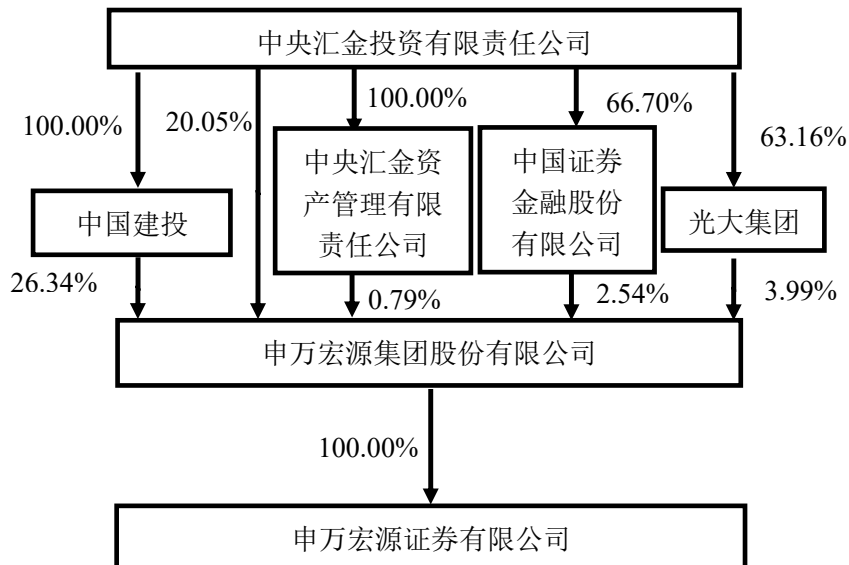 中央汇金投资有限责任公司
100.00%
20.05%
100.00%
66.70%
63.16%
中国建投
中央汇金资
产管理有限
责任公司
中国证券
金融股份
有限公司
光大集团
26.34%
0.79%
2.54%
3.99%
申万宏源集团股份有限公司
100.00%
申万宏源证券有限公司